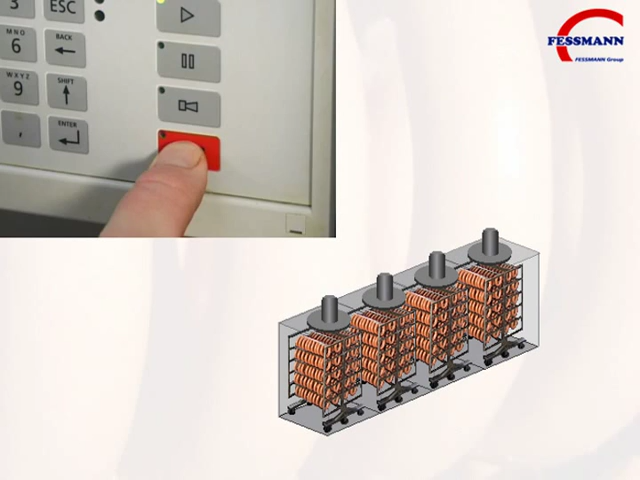 3
ESC
MNO
6
BACK
WXYZ
9
SHIFT
,
ENTER
FESSMANN
FESSMANN Group